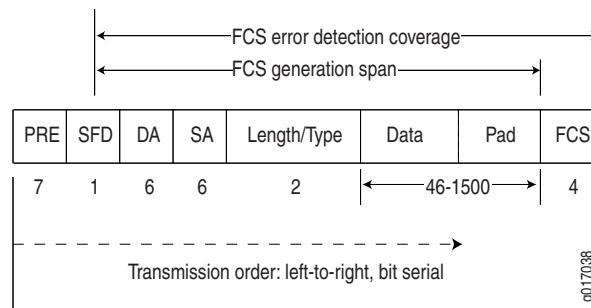 FCS error detection coverage
FCS generation span
PRE SFD DA SA Length/Type Data Pad FCS
7 1 6 6 2 46-1500 4
Transmission order: left-to-right, bit serial
g017038